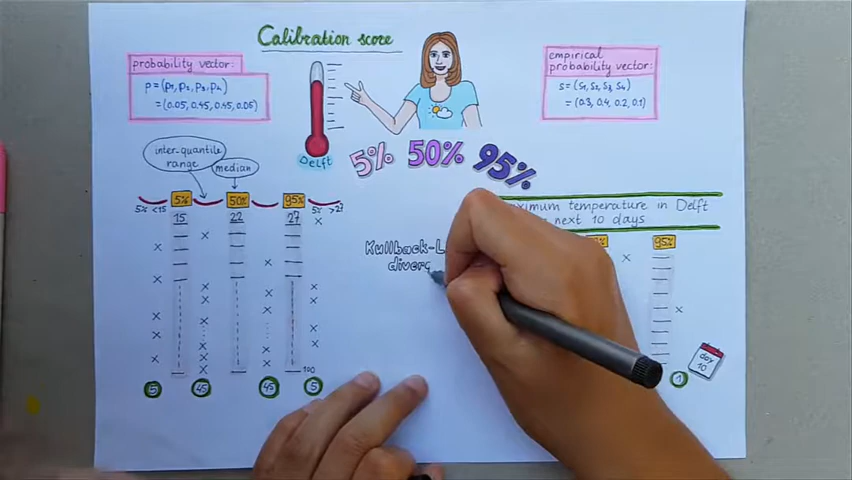 Calibration score
probability vector:
p = (p₁, p₂, p₃, p₄)
= (0.05, 0.45, 0.45, 0.05)
empirical
probability vector:
s = (s₁, s₂, s₃, s₄)
= (0.3, 0.4, 0.2, 0.1)
Delft
5% 50% 95%
inter-quantile
range
median
5% <15 5% 50% 95% 5%
15 22 27
100
5 45 45 5
Kullback-L
diverg
ximum temperature in Delft
next 10 days
95%
1
day
10